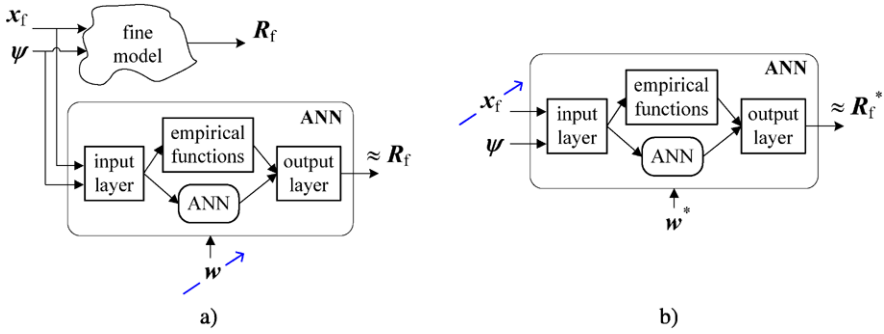 x_f
ψ
fine
model
R_f
ANN
input
layer
empirical
functions
ANN
output
layer
≈ R_f
w
a)
ANN
x_f
ψ
input
layer
empirical
functions
ANN
output
layer
≈ R_f*
w*
b)